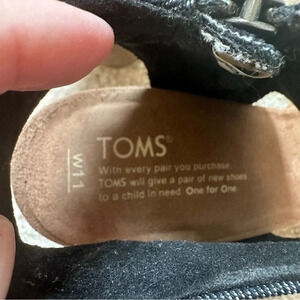 TOMS®
W11
With every pair you purchase
TOMS will give a pair of new shoes
to a child in need. One for One.